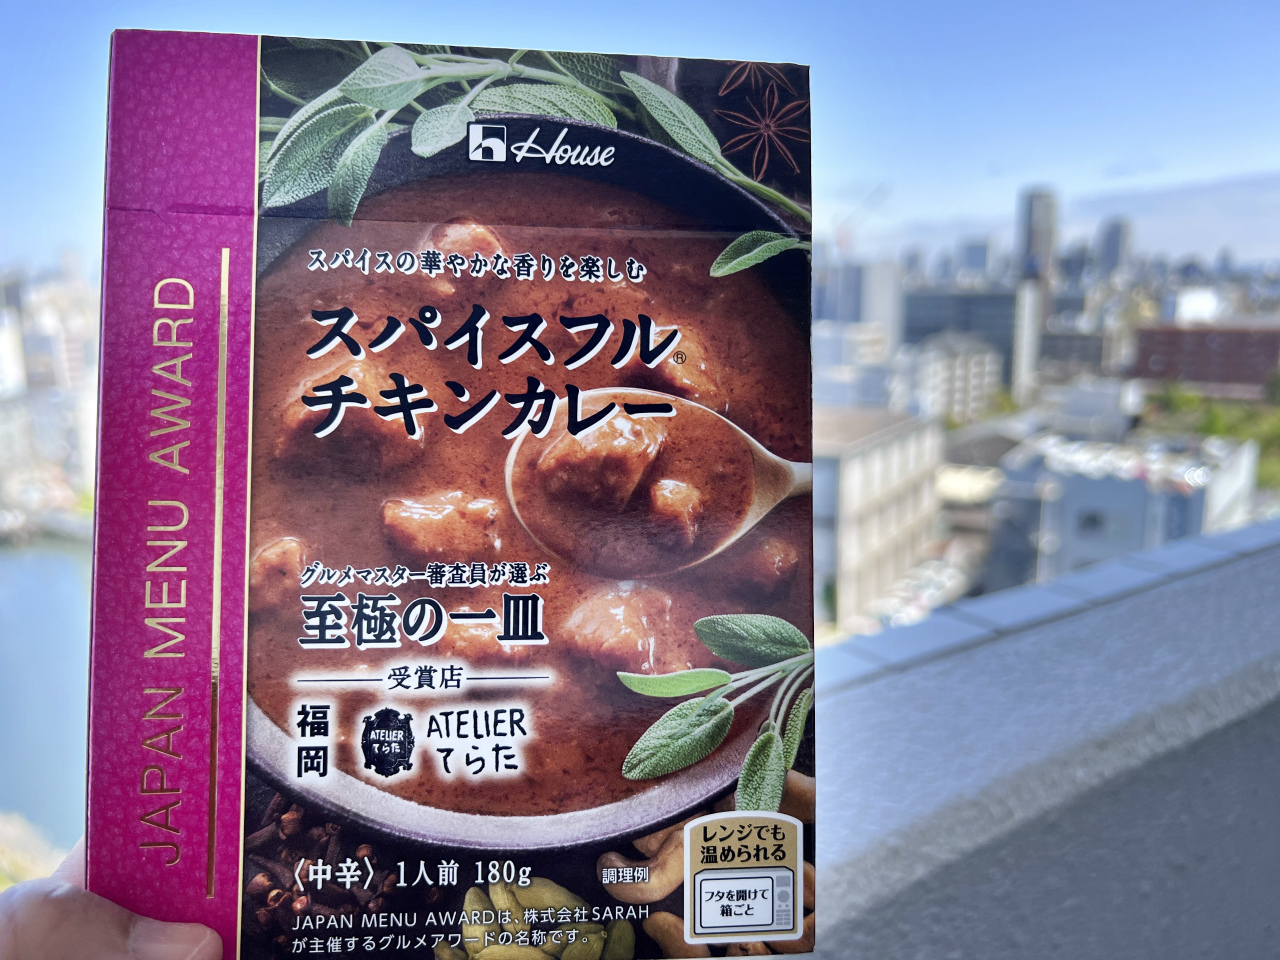 JAPAN MENU AWARD
House
スパイスの華やかな香りを楽しむ
スパイスフル®
チキンカレー
グルメマスター審査員が選ぶ
至極の一皿
受賞店
福岡
ATELIER
てらた
ATELIER
てらた
〈中辛〉 1人前 180g
調理例
レンジでも
温められる
フタを開けて
箱ごと
JAPAN MENU AWARDは、株式会社SARAH
が主催するグルメアワードの名称です。